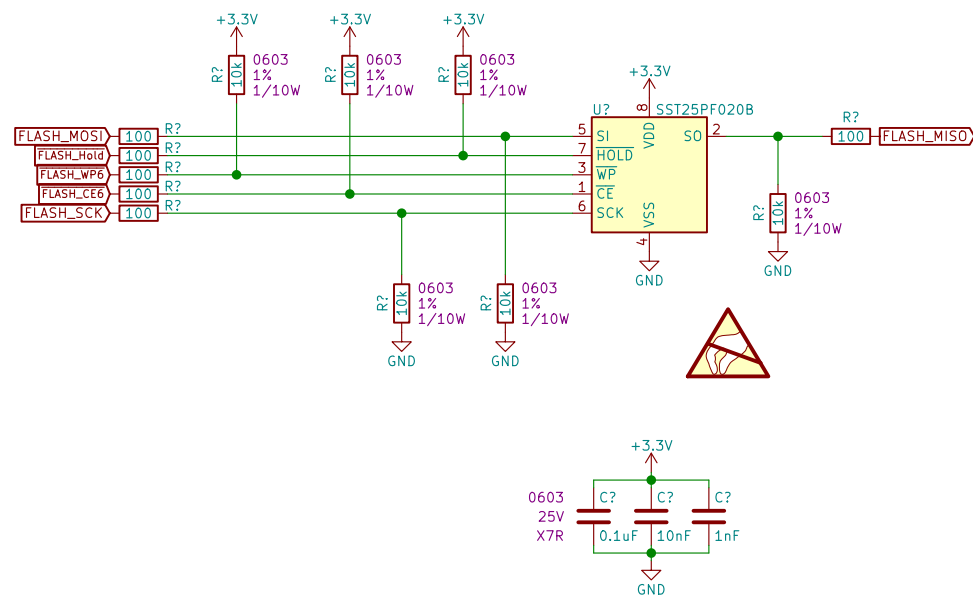 +3.3V
+3.3V
+3.3V
R?
10k
0603
1%
1/10W
R?
10k
0603
1%
1/10W
R?
10k
0603
1%
1/10W
+3.3V
U?
SST25PF020B
8
VDD
FLASH_MOSI
100
R?
5
SI
SO
2
R?
100
FLASH_MISO
FLASH_Hold
100
R?
7
HOLD
FLASH_WP6
100
R?
3
WP
FLASH_CE6
100
R?
1
CE
FLASH_SCK
100
R?
6
SCK
VSS
4
GND
R?
10k
0603
1%
1/10W
GND
R?
10k
0603
1%
1/10W
GND
R?
10k
0603
1%
1/10W
GND
+3.3V
0603
25V
X7R
C?
0.1uF
C?
10nF
C?
1nF
GND